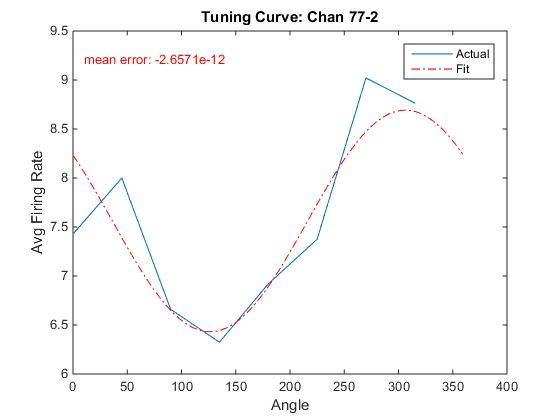 Tuning Curve: Chan 77-2
mean error: -2.6571e-12
Actual
Fit
Avg Firing Rate
9.5
9
8.5
8
7.5
7
6.5
6
0 50 100 150 200 250 300 350 400
Angle